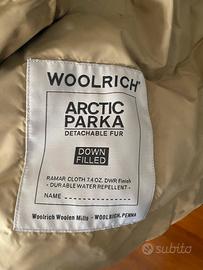 WOOLRICH®
ARCTIC
PARKA
DETACHABLE FUR
DOWN
FILLED
RAMAR CLOTH 7.4 OZ. DWR Finish
- DURABLE WATER REPELLENT -
NAME
Woolrich Woolen Mills - WOOLRICH, PENNA
subito